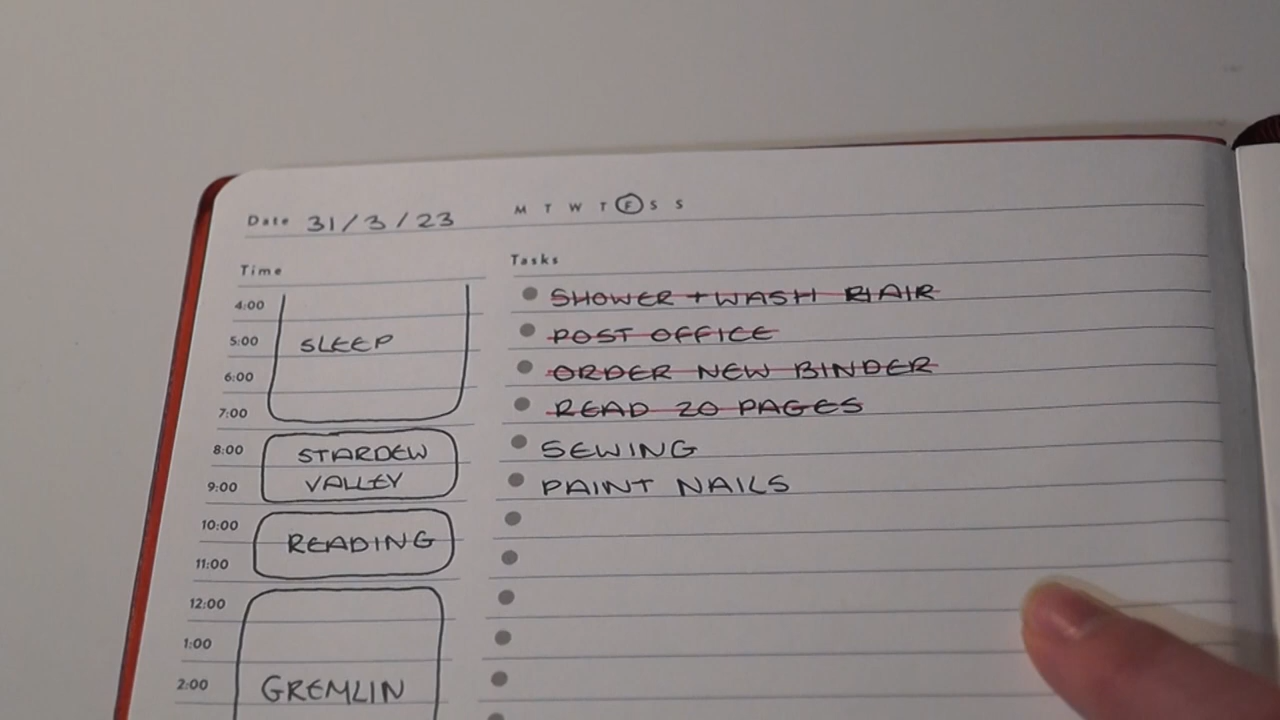 Date 31/3/23 M T W T F S S
Time
Tasks
4:00
5:00 SLEEP
6:00
7:00
8:00 STARDEW
9:00 VALLEY
10:00 READING
11:00
12:00
1:00
2:00 GREMLIN
SHOWER + WASH HAIR
POST OFFICE
ORDER NEW BINDER
READ 20 PAGES
SEWING
PAINT NAILS